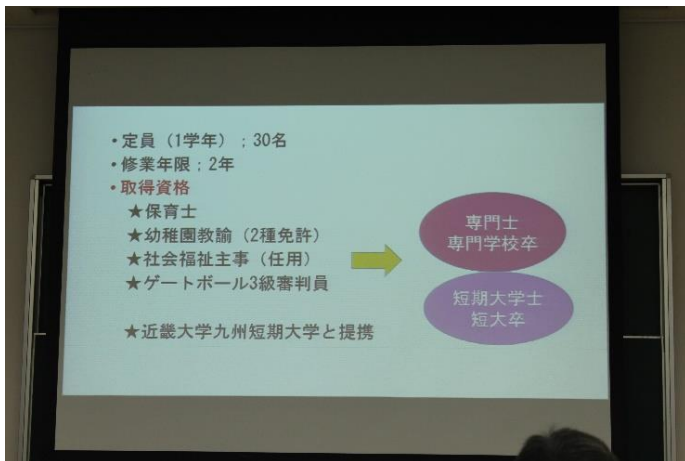 ・定員（1学年）；30名
・修業年限；2年
・取得資格
★保育士
★幼稚園教諭（2種免許）
★社会福祉主事（任用）
★ゲートボール3級審判員
★近畿大学九州短期大学と提携
専門士
専門学校卒
短期大学士
短大卒